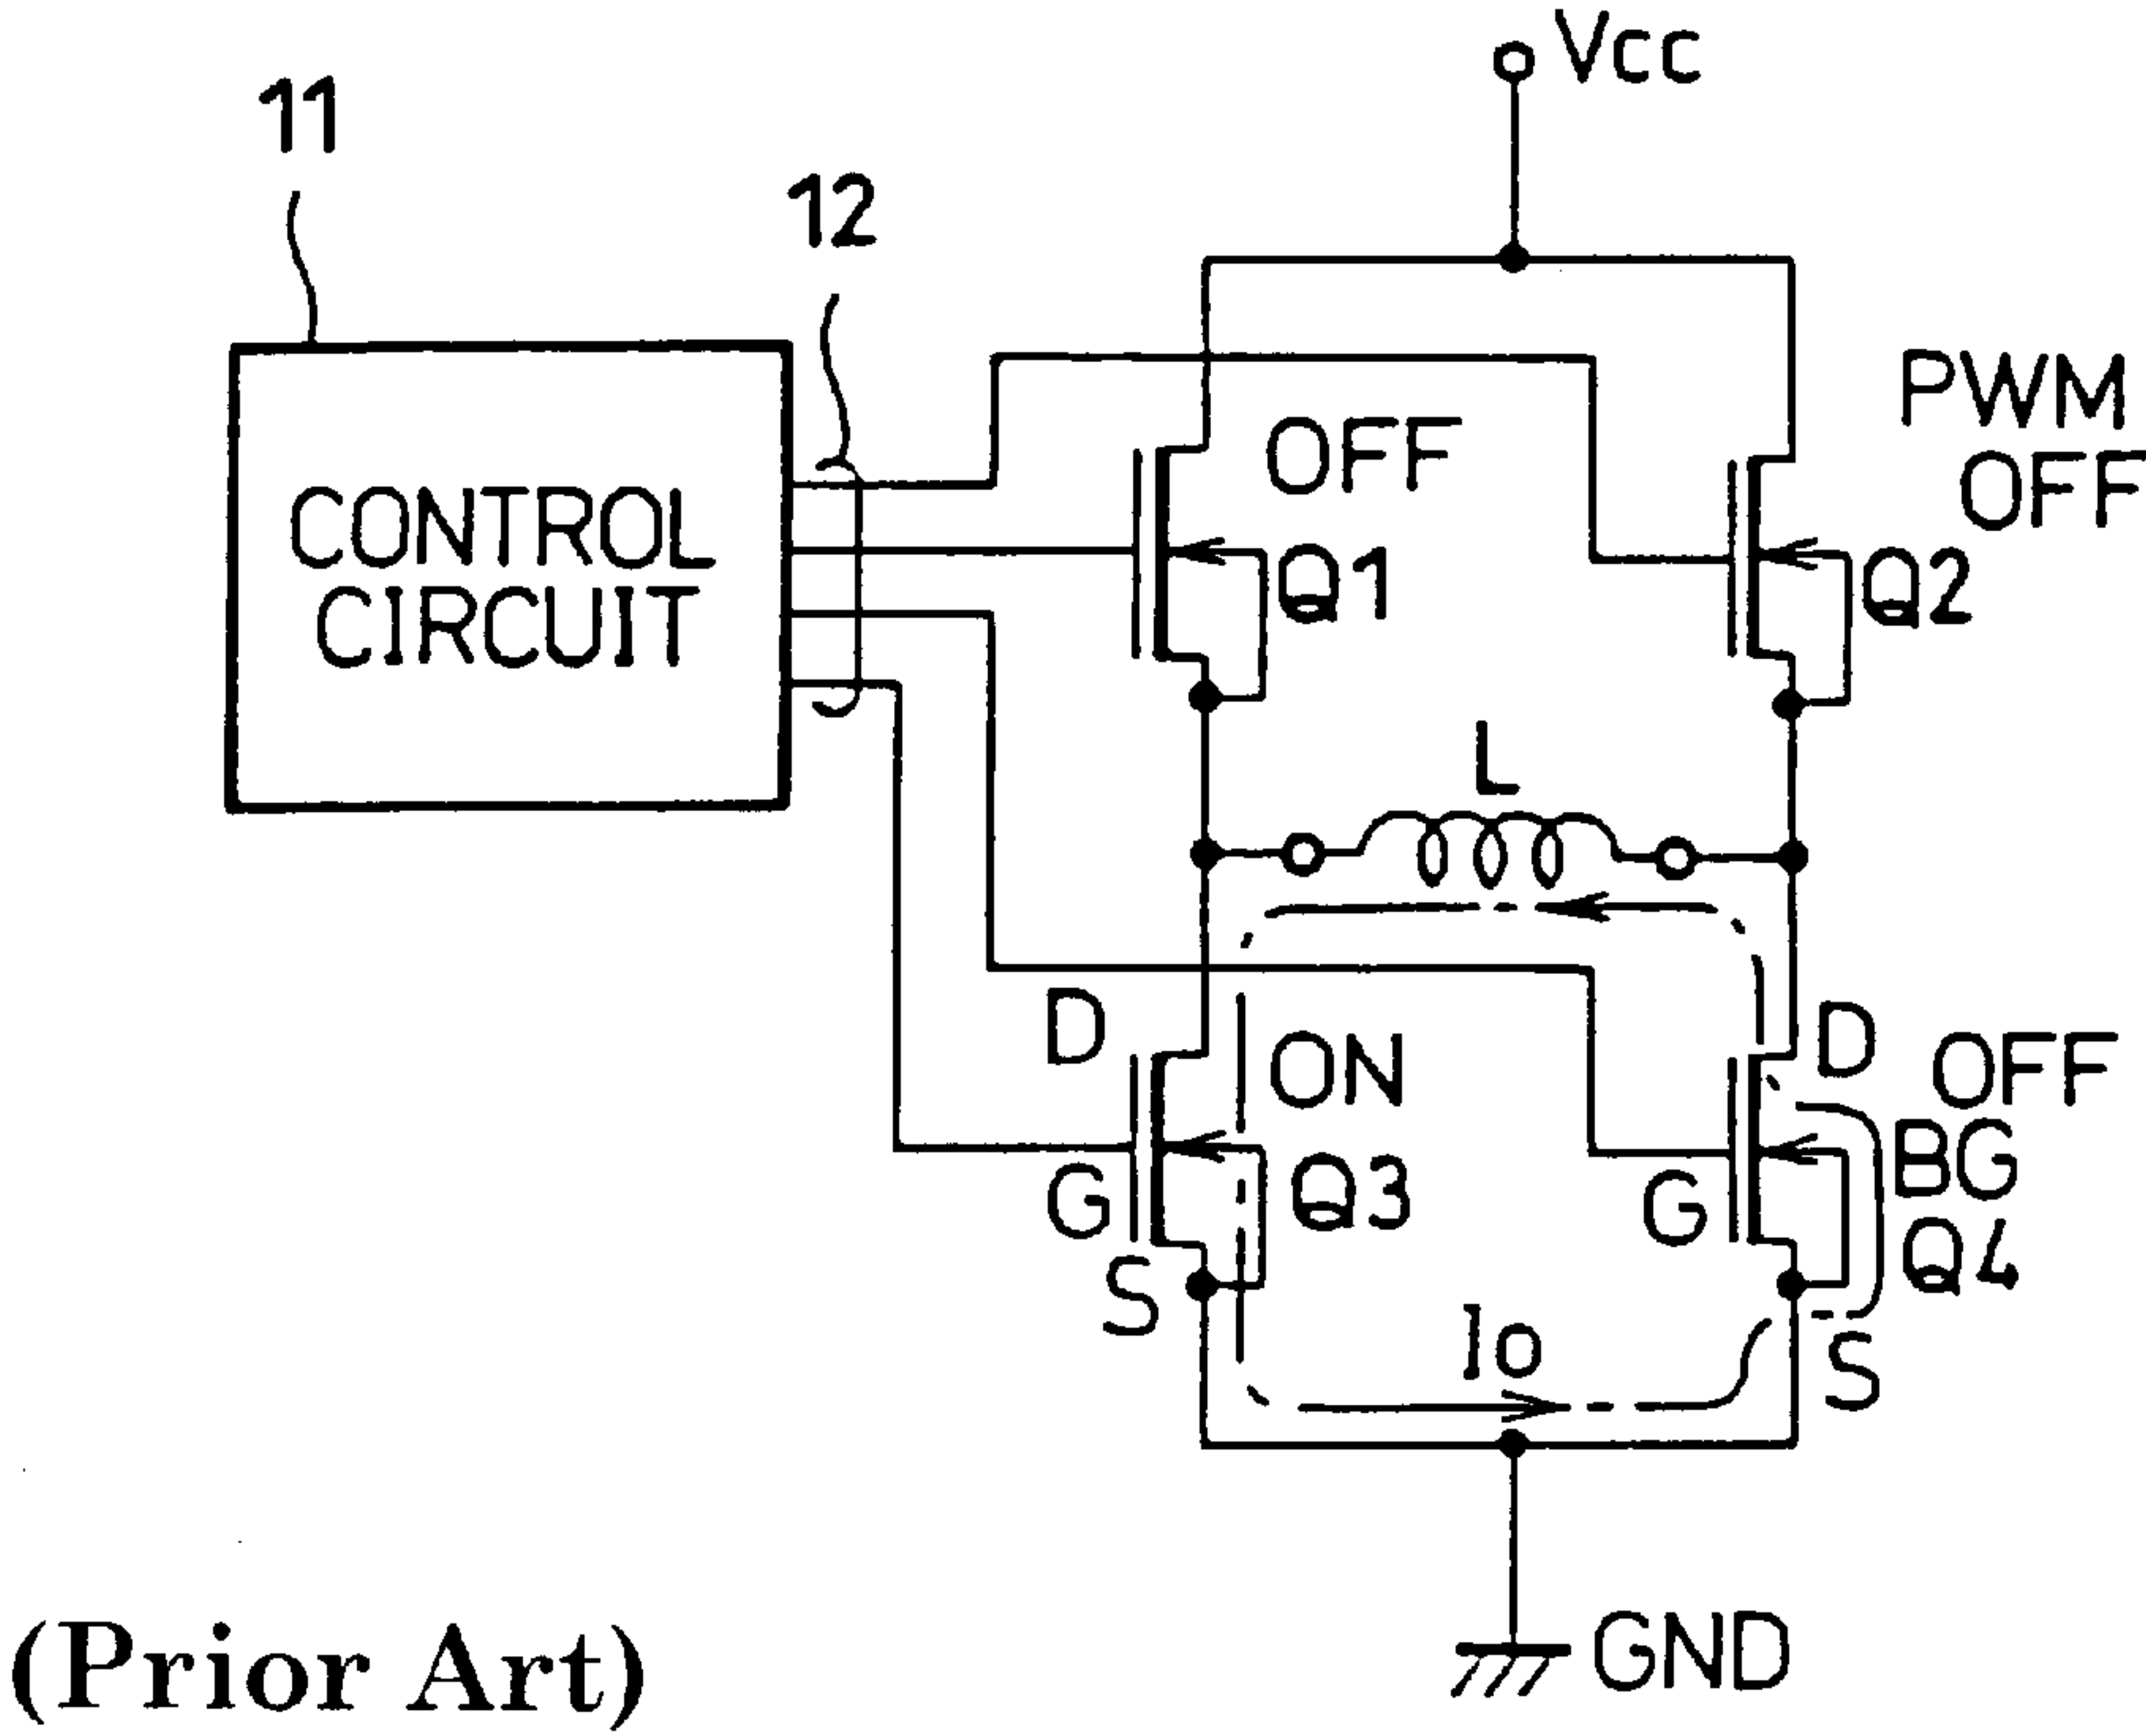 Vcc
11
12
PWM
OFF
OFF
CONTROL
CIRCUIT
Q1
Q2
L
D
ON
D
OFF
BG
G
Q3
G
Q4
S
Io
S
GND
(Prior Art)